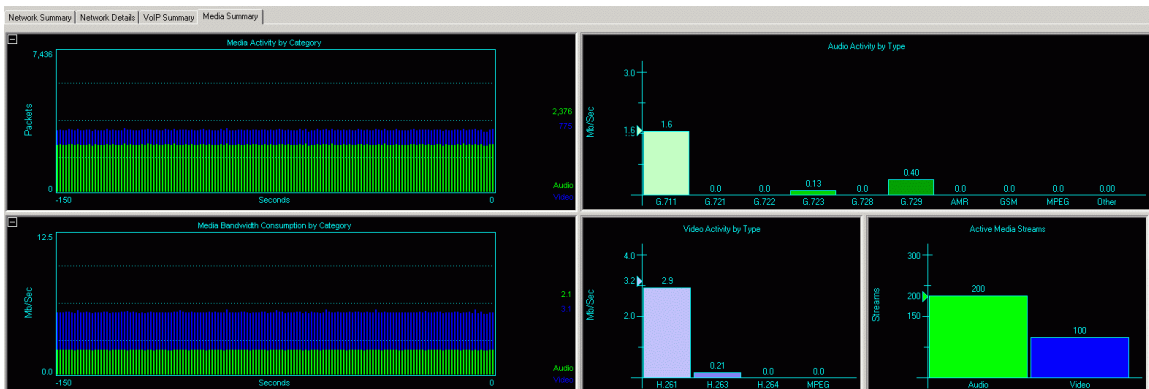 Network Summary Network Details VoIP Summary Media Summary
Media Activity by Category
7,436
Packets
0
-150 Seconds 0
2,376
775
Audio
Video
Audio Activity by Type
Mb/Sec
3.0
1.6
1.6 0.0 0.0 0.13 0.0 0.40 0.0 0.0 0.0 0.00
G.711 G.721 G.722 G.723 G.728 G.729 AMR GSM MPEG Other
Media Bandwidth Consumption by Category
12.5
Mb/Sec
0.0
-150 Seconds 0
2.1
3.1
Audio
Video
Video Activity by Type
Mb/Sec
4.0
3.2
2.0
2.9 0.21 0.0 0.0
H.261 H.263 H.264 MPEG
Active Media Streams
Streams
300
200
150
200 100
Audio Video